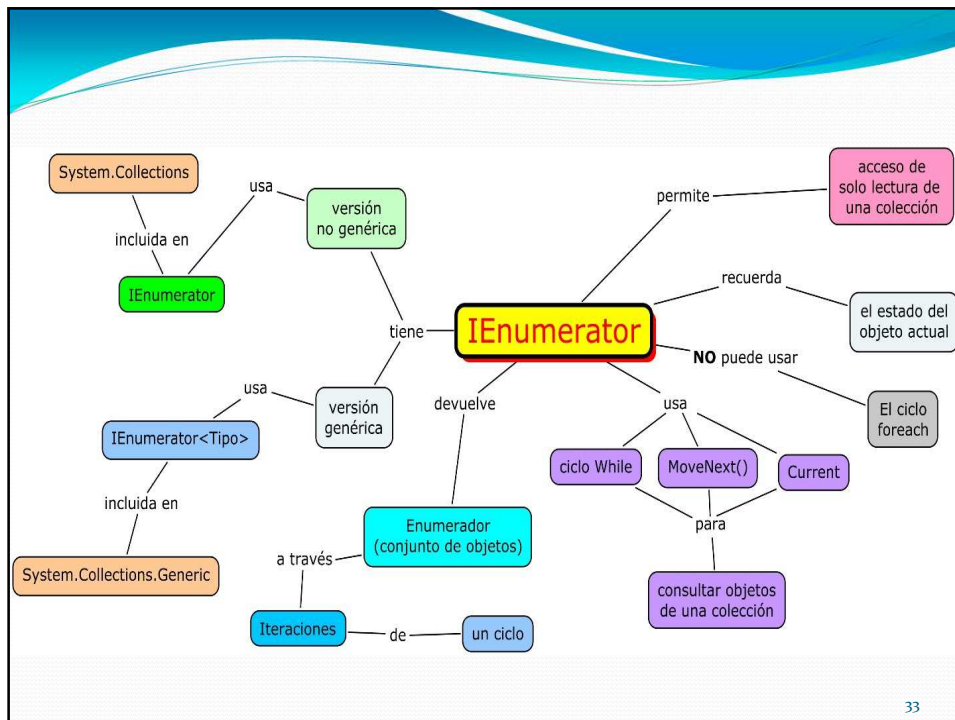 System.Collections
usa
versión
no genérica
incluida en
IEnumerator
permite
acceso de
solo lectura de
una colección
recuerda
el estado del
objeto actual
IEnumerator
tiene
NO puede usar
El ciclo
foreach
usa
versión
genérica
IEnumerator<Tipo>
incluida en
System.Collections.Generic
devuelve
Enumerador
(conjunto de objetos)
a través
Iteraciones
de
un ciclo
usa
ciclo While
MoveNext()
Current
para
consultar objetos
de una colección
33